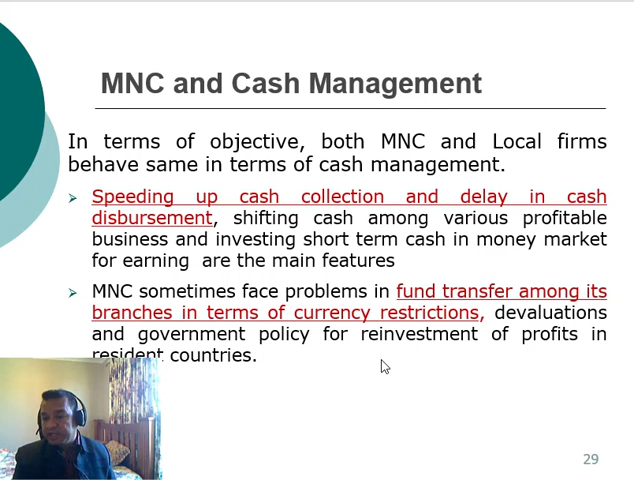 MNC and Cash Management
In terms of objective, both MNC and Local firms
behave same in terms of cash management.
Speeding up cash collection and delay in cash
disbursement, shifting cash among various profitable
business and investing short term cash in money market
for earning are the main features
MNC sometimes face problems in fund transfer among its
branches in terms of currency restrictions, devaluations
and government policy for reinvestment of profits in
resident countries.
29